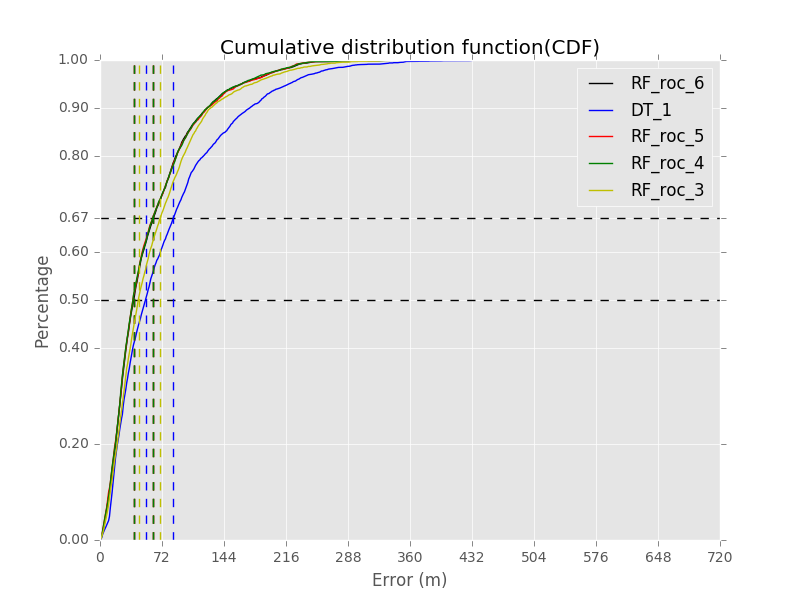 Cumulative distribution function(CDF)
1.00
0.90
0.80
0.67
0.60
0.50
0.40
0.20
0.00
Percentage
RF_roc_6
DT_1
RF_roc_5
RF_roc_4
RF_roc_3
0 72 144 216 288 360 432 504 576 648 720
Error (m)